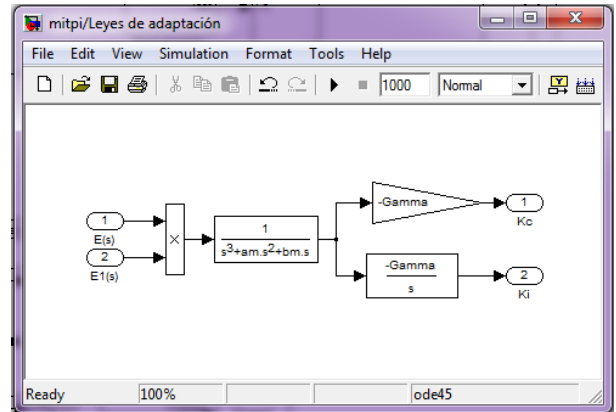 mitpi/Leyes de adaptación
File Edit View Simulation Format Tools Help
1000 Normal
1
E(s)
2
E1(s)
×
1
s3+am.s2+bm.s
-Gamma
1
Kc
-Gamma
s
2
Ki
Ready 100% ode45